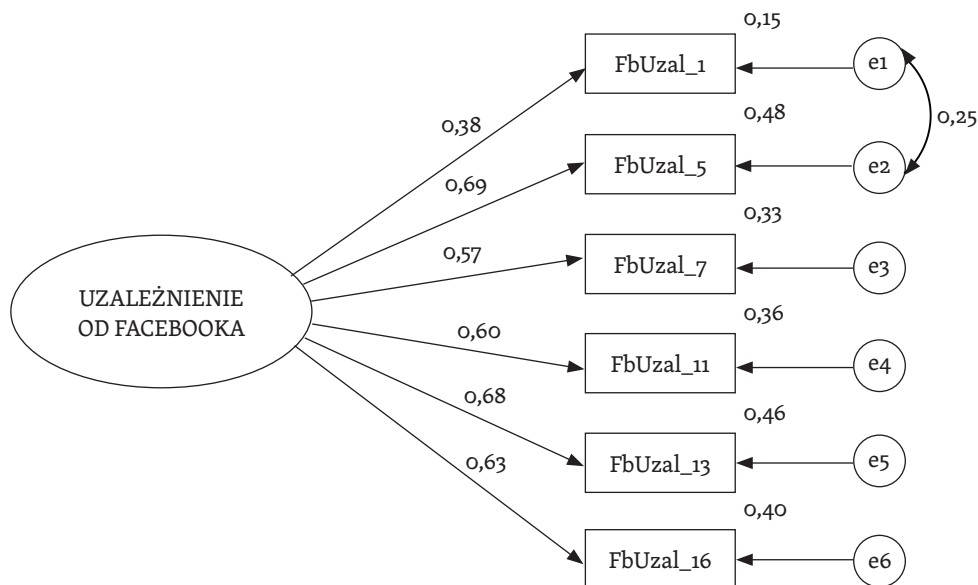 0,15
FbUzal_1
e1
0,38
0,48
0,25
FbUzal_5
e2
0,69
0,33
0,57
FbUzal_7
e3
UZALEŻNIENIE
OD FACEBOOKA
0,36
0,60
FbUzal_11
e4
0,68
0,46
FbUzal_13
e5
0,63
0,40
FbUzal_16
e6